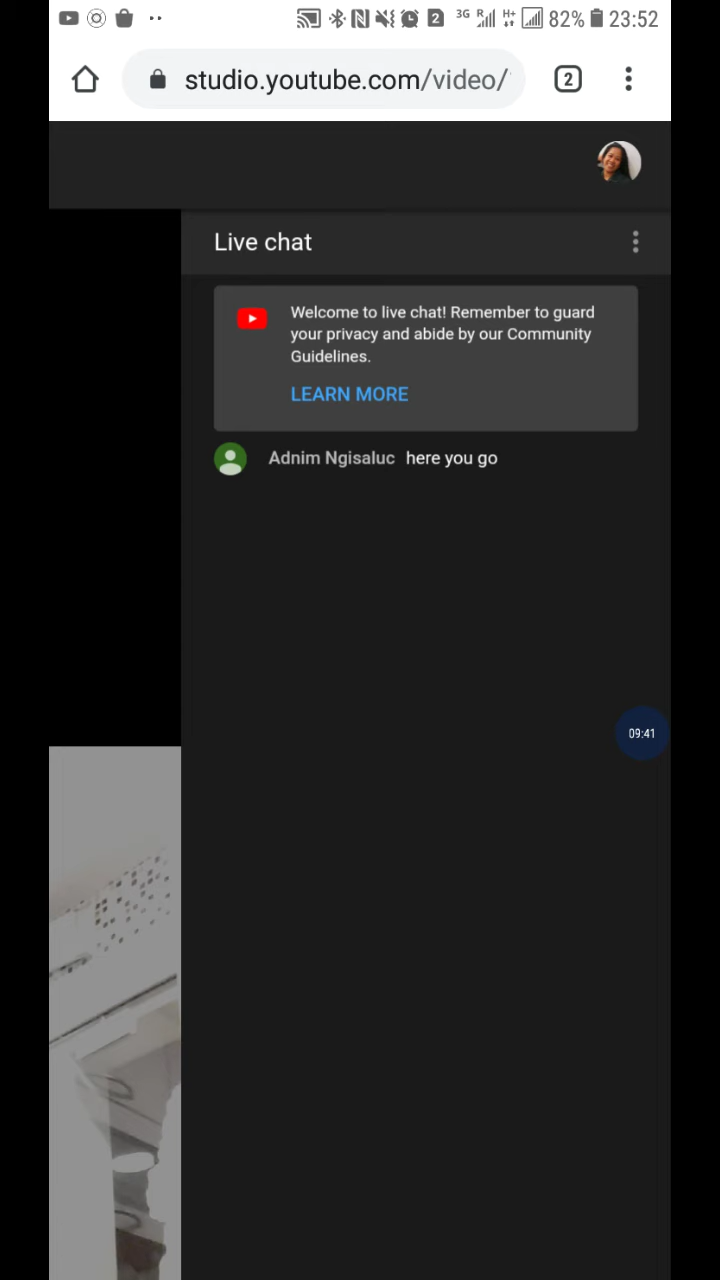 3G R H+ 82% 23:52
studio.youtube.com/video/
2
Live chat
Welcome to live chat! Remember to guard
your privacy and abide by our Community
Guidelines.
LEARN MORE
Adnim Ngisaluc here you go
09:41